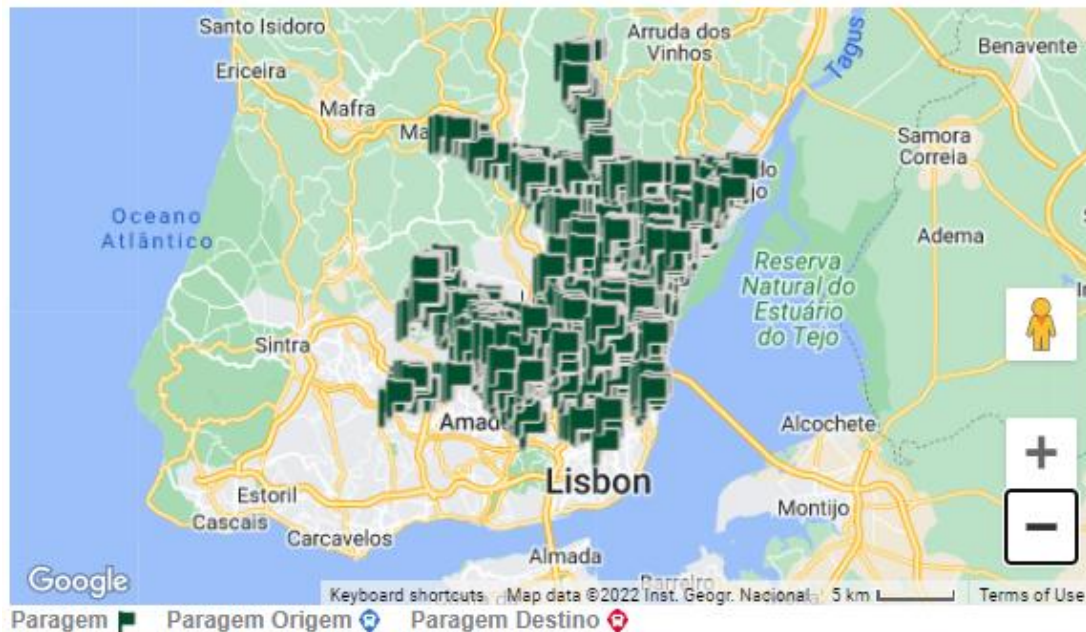 Santo Isidoro
Arruda dos
Vinhos
Benavente
Ericeira
Tagus
Mafra
Samora
Correia
Oceano
Atlântico
Adema
Reserva
Natural do
Estuário
do Tejo
Sintra
Alcochete
Lisbon
Estoril
Montijo
Cascais
Carcavelos
Almada
Barreiro
Google
Keyboard shortcuts Map data ©2022 Inst. Geogr. Nacional 5 km Terms of Use
Paragem Paragem Origem Paragem Destino